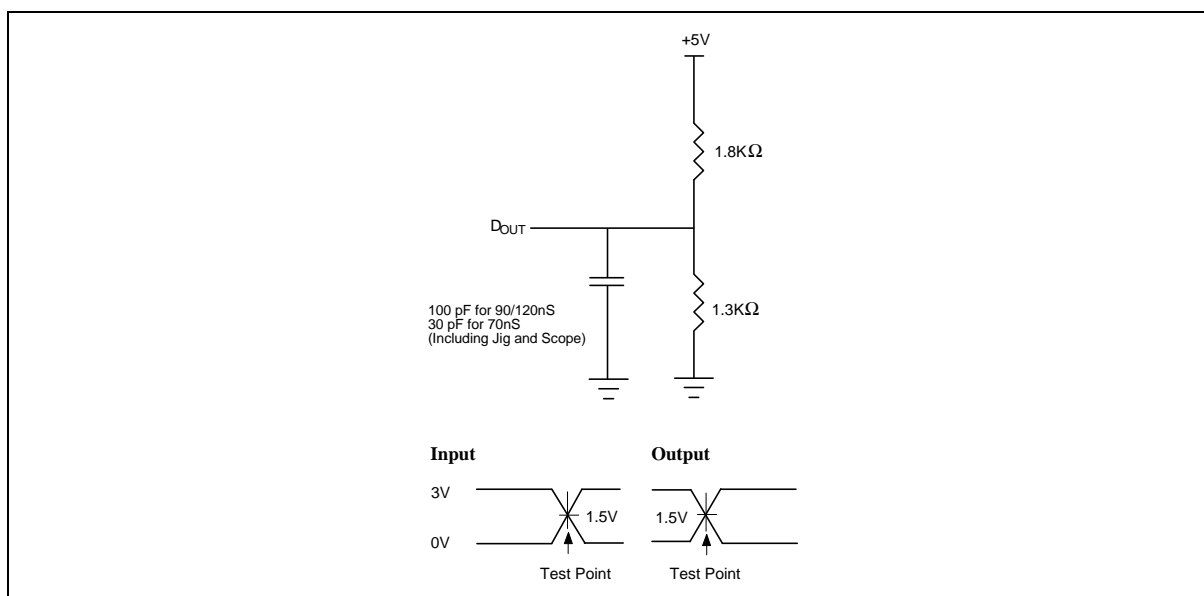 +5V
1.8KΩ
DOUT
1.3KΩ
100 pF for 90/120nS
30 pF for 70nS
(Including Jig and Scope)
Input
Output
3V
1.5V
1.5V
0V
Test Point
Test Point